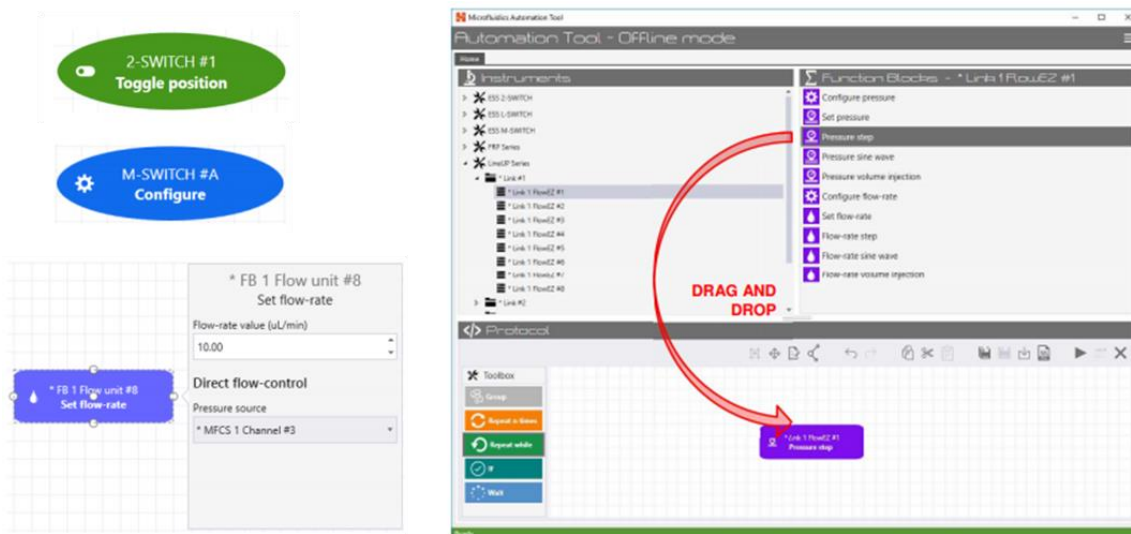 2-SWITCH #1
Toggle position
M-SWITCH #A
Configure
* FB 1 Flow unit #8
Set flow-rate
Flow-rate value (uL/min)
10.00
Direct flow-control
Pressure source
* MFCS 1 Channel #3
* FB 1 Flow unit #8
Set flow-rate
Microfluidics Automation Tool
Automation Tool - Offline mode
Home
Instruments
ESS 2-SWITCH
ESS L-SWITCH
ESS M-SWITCH
FRP Series
LineUP Series
* Link #1
* Link 1 FlowEZ #1
* Link 1 FlowEZ #2
* Link 1 FlowEZ #3
* Link 1 FlowEZ #4
* Link 1 FlowEZ #5
* Link 1 FlowEZ #6
* Link 1 FlowEZ #7
* Link 1 FlowEZ #8
* Link #2
Function Blocks - * Link 1 FlowEZ #1
Configure pressure
Set pressure
Pressure step
Pressure sine wave
Pressure volume injection
Configure flow-rate
Set flow-rate
Flow-rate step
Flow-rate sine wave
Flow-rate volume injection
DRAG AND
DROP
Protocol
Toolbox
Group
Repeat n times
Repeat while
If
Wait
* Link 1 FlowEZ #1
Pressure step